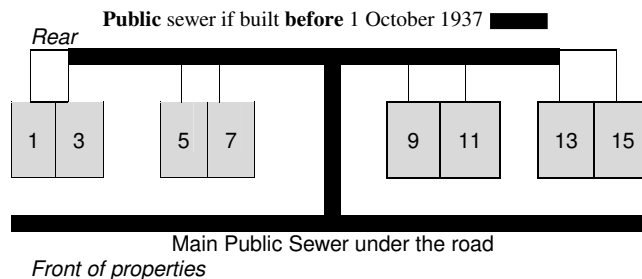 Public sewer if built before 1 October 1937
Rear
1 3 5 7 9 11 13 15
Main Public Sewer under the road
Front of properties